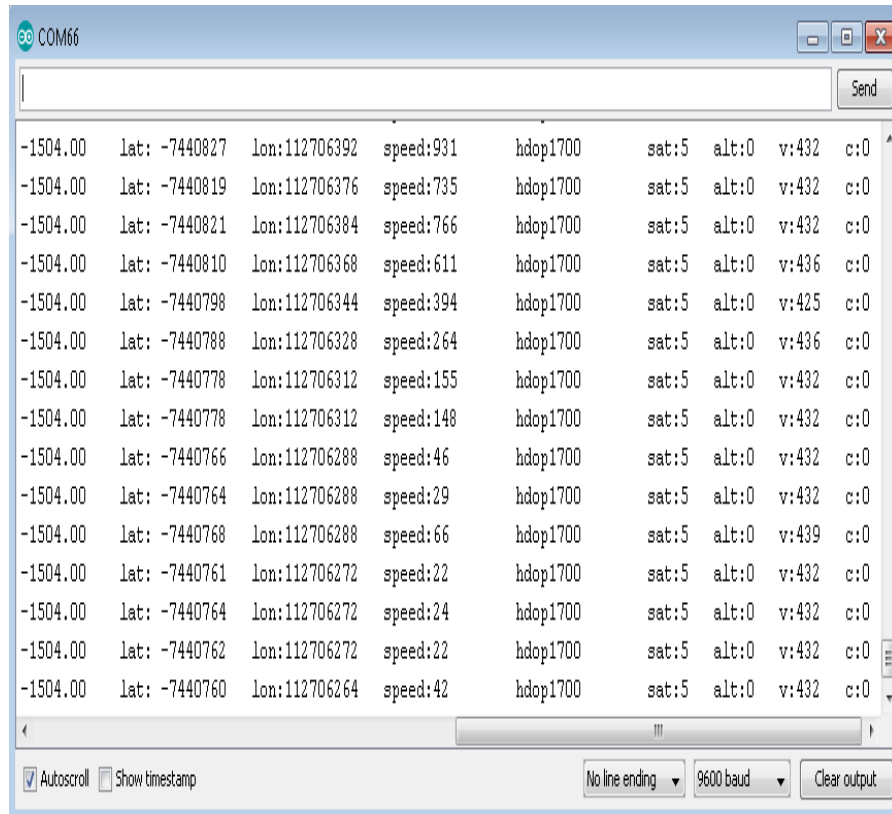 COM66
Send
-1504.00 lat: -7440827 lon:112706392 speed:931 hdop1700 sat:5 alt:0 v:432 c:0
-1504.00 lat: -7440819 lon:112706376 speed:735 hdop1700 sat:5 alt:0 v:432 c:0
-1504.00 lat: -7440821 lon:112706384 speed:766 hdop1700 sat:5 alt:0 v:432 c:0
-1504.00 lat: -7440810 lon:112706368 speed:611 hdop1700 sat:5 alt:0 v:436 c:0
-1504.00 lat: -7440798 lon:112706344 speed:394 hdop1700 sat:5 alt:0 v:425 c:0
-1504.00 lat: -7440788 lon:112706328 speed:264 hdop1700 sat:5 alt:0 v:436 c:0
-1504.00 lat: -7440778 lon:112706312 speed:155 hdop1700 sat:5 alt:0 v:432 c:0
-1504.00 lat: -7440778 lon:112706312 speed:148 hdop1700 sat:5 alt:0 v:432 c:0
-1504.00 lat: -7440766 lon:112706288 speed:46 hdop1700 sat:5 alt:0 v:432 c:0
-1504.00 lat: -7440764 lon:112706288 speed:29 hdop1700 sat:5 alt:0 v:432 c:0
-1504.00 lat: -7440768 lon:112706288 speed:66 hdop1700 sat:5 alt:0 v:439 c:0
-1504.00 lat: -7440761 lon:112706272 speed:22 hdop1700 sat:5 alt:0 v:432 c:0
-1504.00 lat: -7440764 lon:112706272 speed:24 hdop1700 sat:5 alt:0 v:432 c:0
-1504.00 lat: -7440762 lon:112706272 speed:22 hdop1700 sat:5 alt:0 v:432 c:0
-1504.00 lat: -7440760 lon:112706264 speed:42 hdop1700 sat:5 alt:0 v:432 c:0
Autoscroll Show timestamp No line ending 9600 baud Clear output